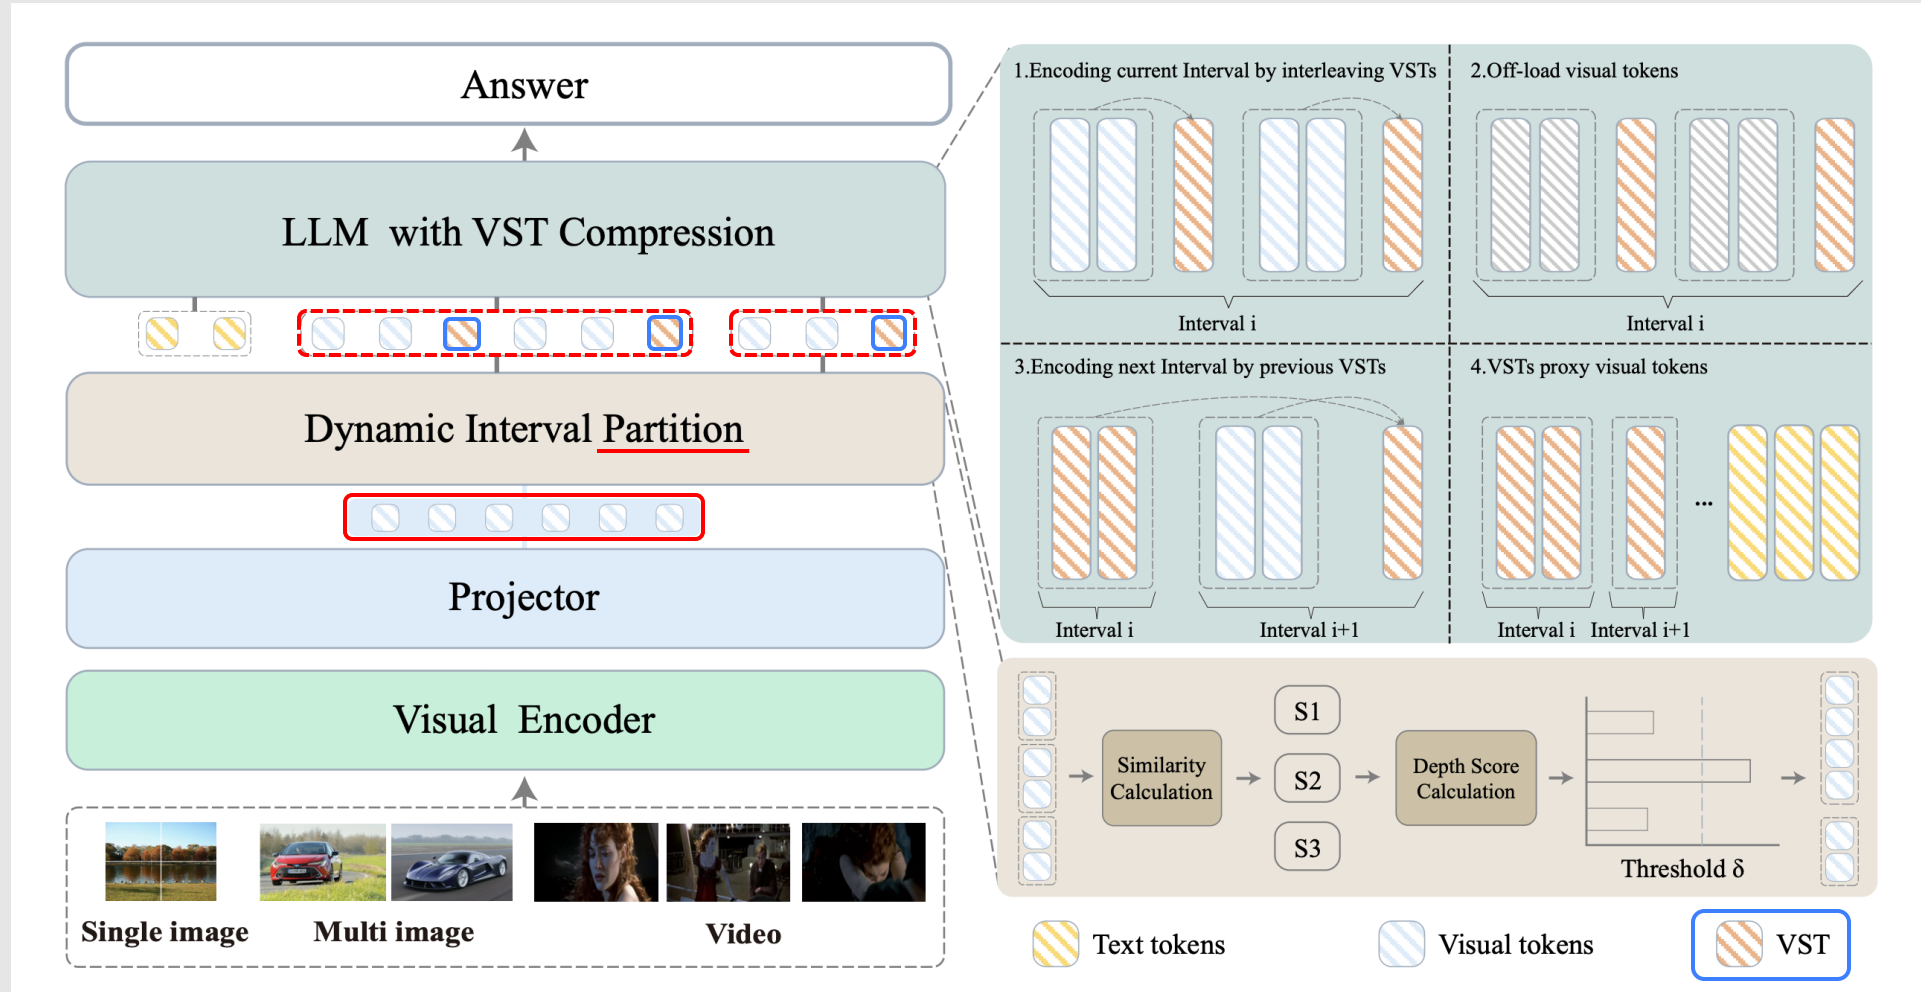 Answer
LLM with VST Compression
Dynamic Interval Partition
Projector
Visual Encoder
Single image
Multi image
Video
1.Encoding current Interval by interleaving VSTs
Interval i
2.Off-load visual tokens
Interval i
3.Encoding next Interval by previous VSTs
Interval i
Interval i+1
4.VSTs proxy visual tokens
...
Interval i
Interval i+1
Similarity
Calculation
S1
S2
S3
Depth Score
Calculation
Threshold δ
Text tokens
Visual tokens
VST